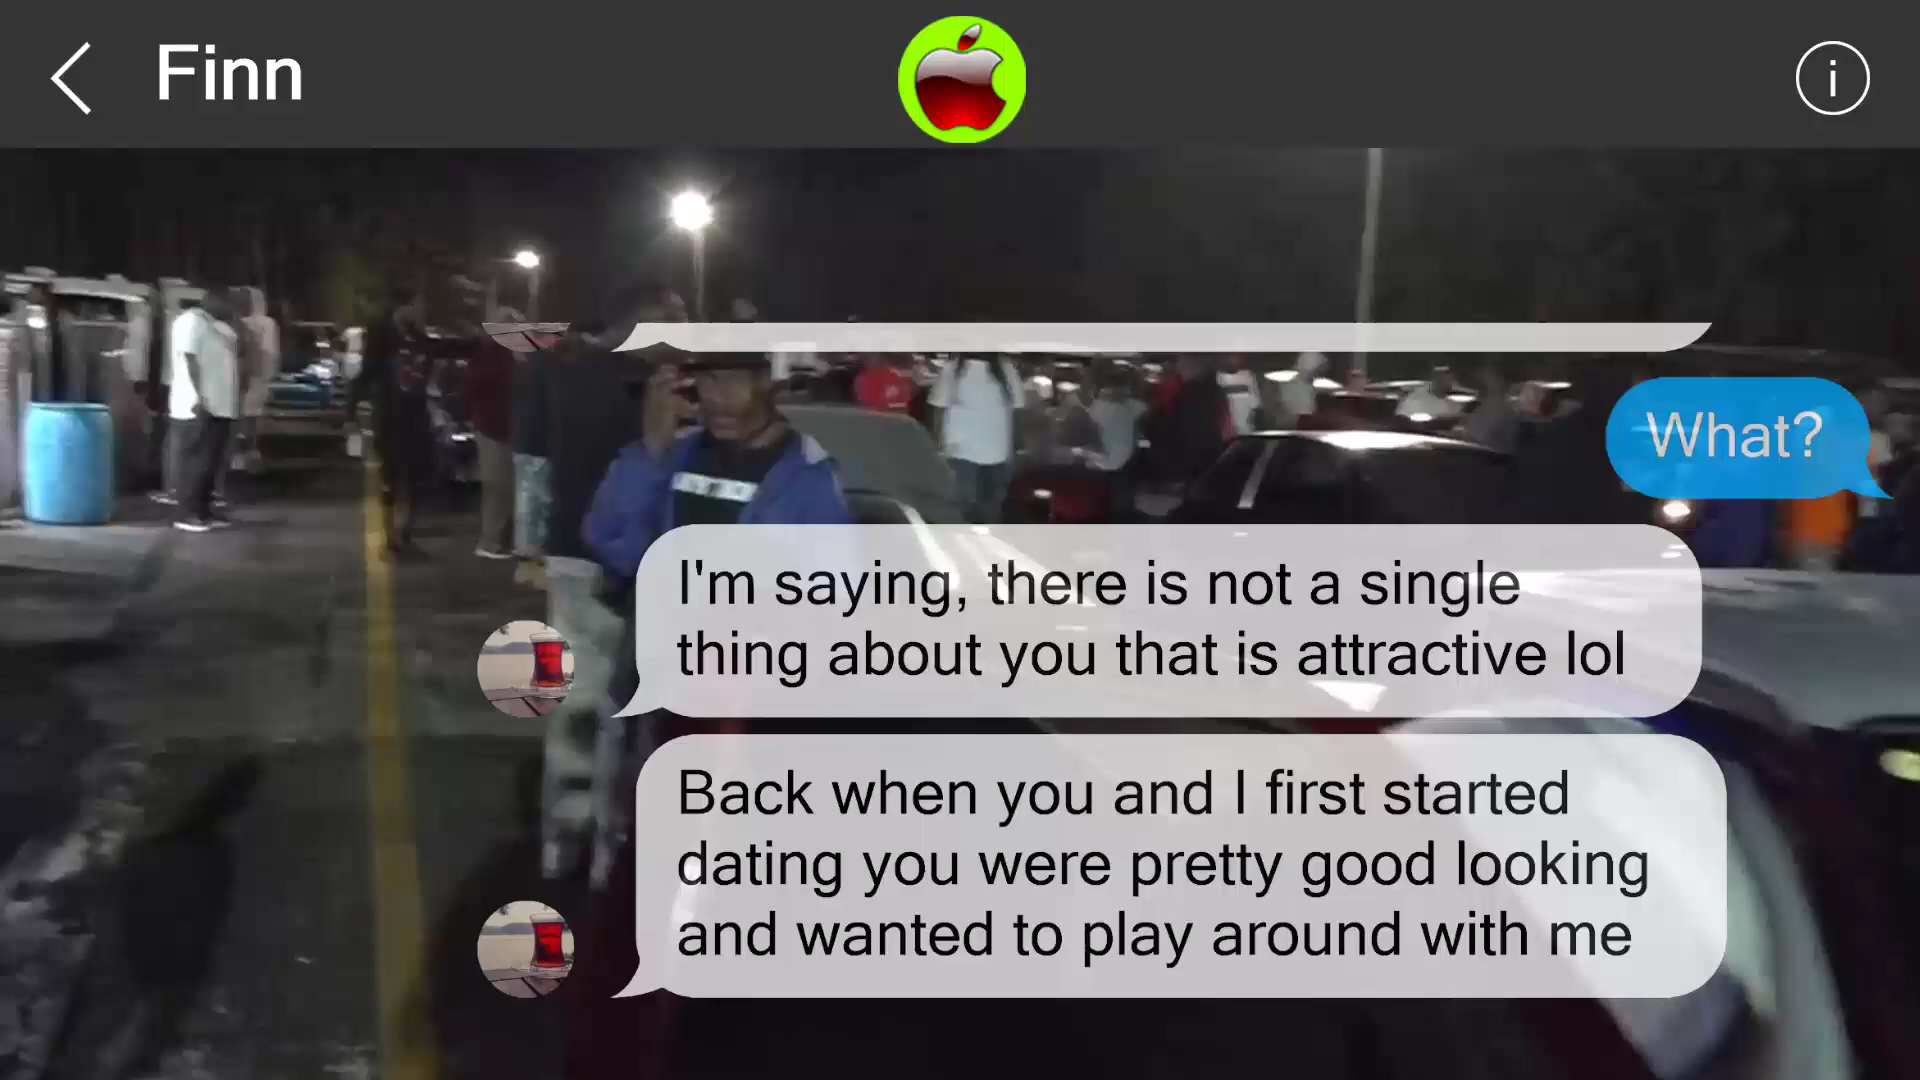 Finn
What?
I'm saying, there is not a single
thing about you that is attractive lol
Back when you and I first started
dating you were pretty good looking
and wanted to play around with me